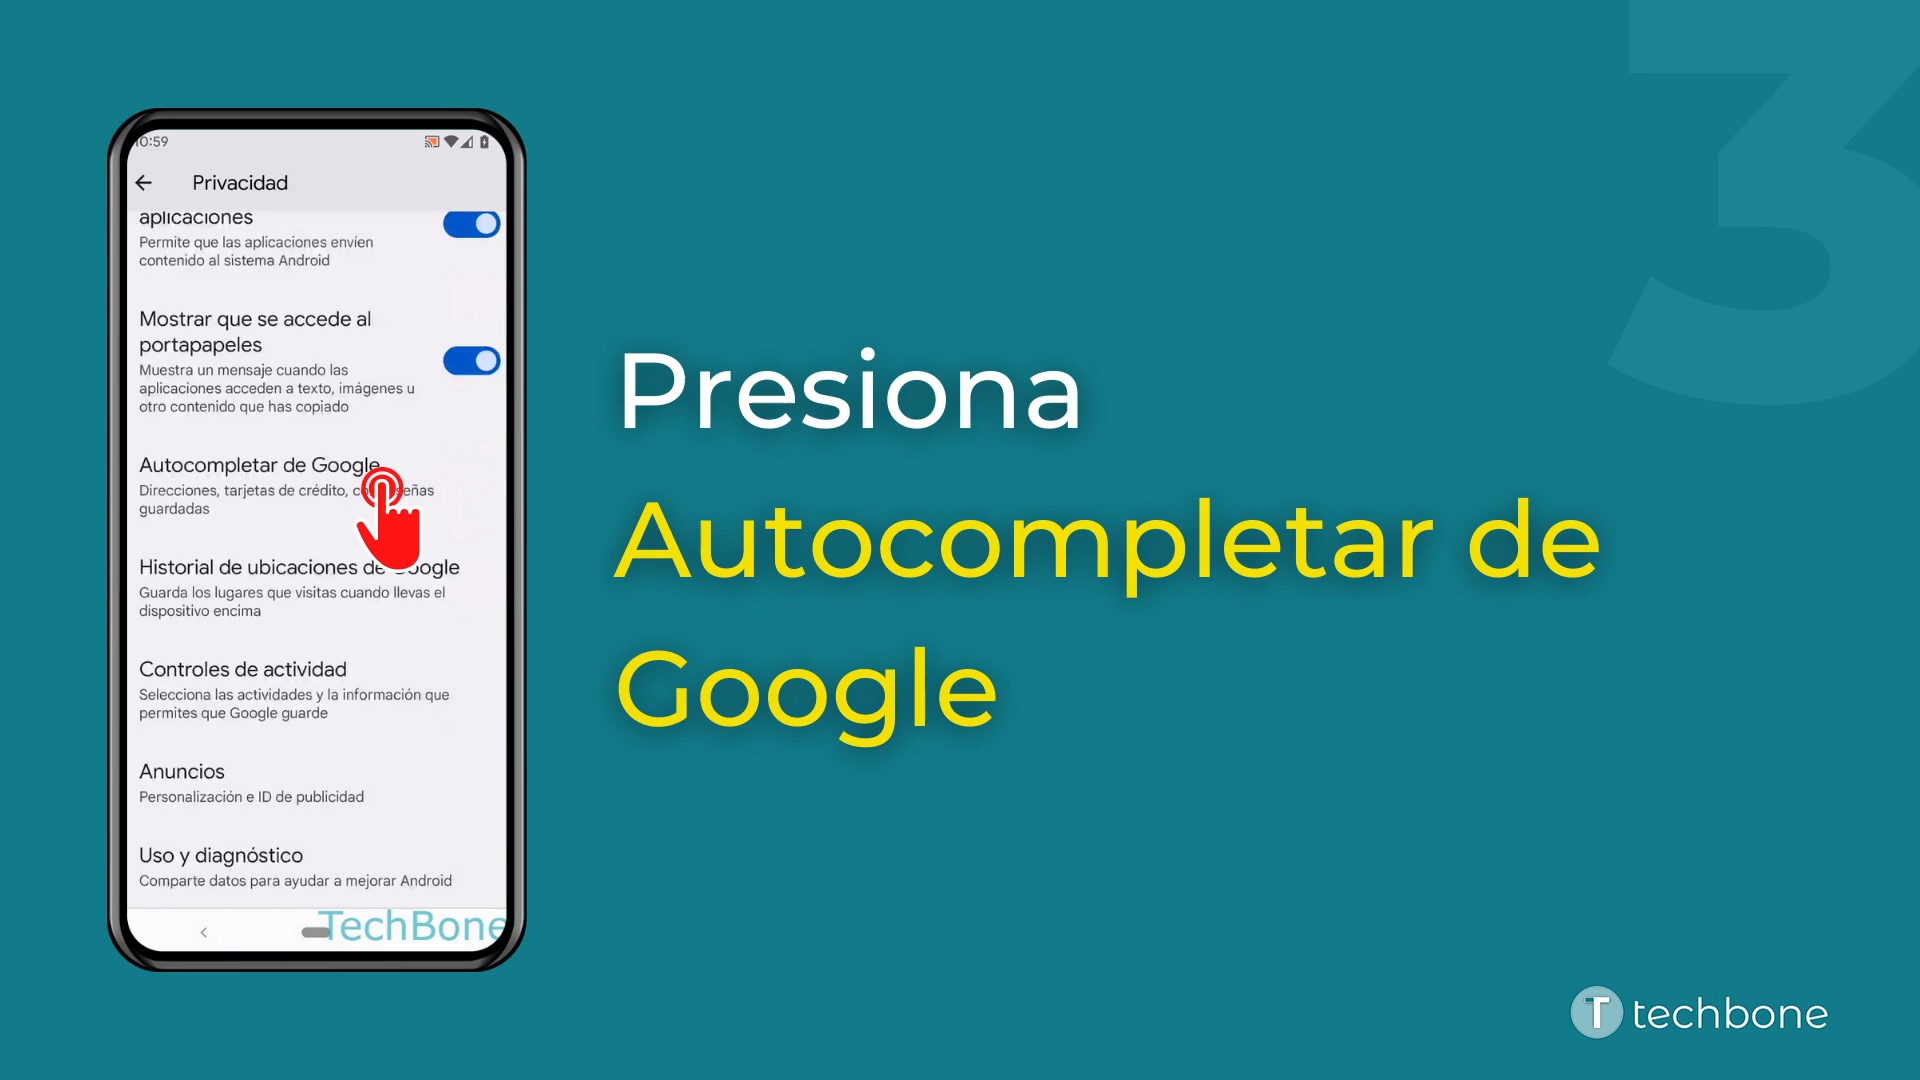 3
10:59
Privacidad
aplicaciones
Permite que las aplicaciones envíen
contenido al sistema Android
Mostrar que se accede al
portapapeles
Muestra un mensaje cuando las
aplicaciones acceden a texto, imágenes u
otro contenido que has copiado
Autocompletar de Google
Direcciones, tarjetas de crédito, contraseñas
guardadas
Historial de ubicaciones de Google
Guarda los lugares que visitas cuando llevas el
dispositivo encima
Controles de actividad
Selecciona las actividades y la información que
permites que Google guarde
Anuncios
Personalización e ID de publicidad
Uso y diagnóstico
Comparte datos para ayudar a mejorar Android
TechBone
Presiona
Autocompletar de
Google
T techbone